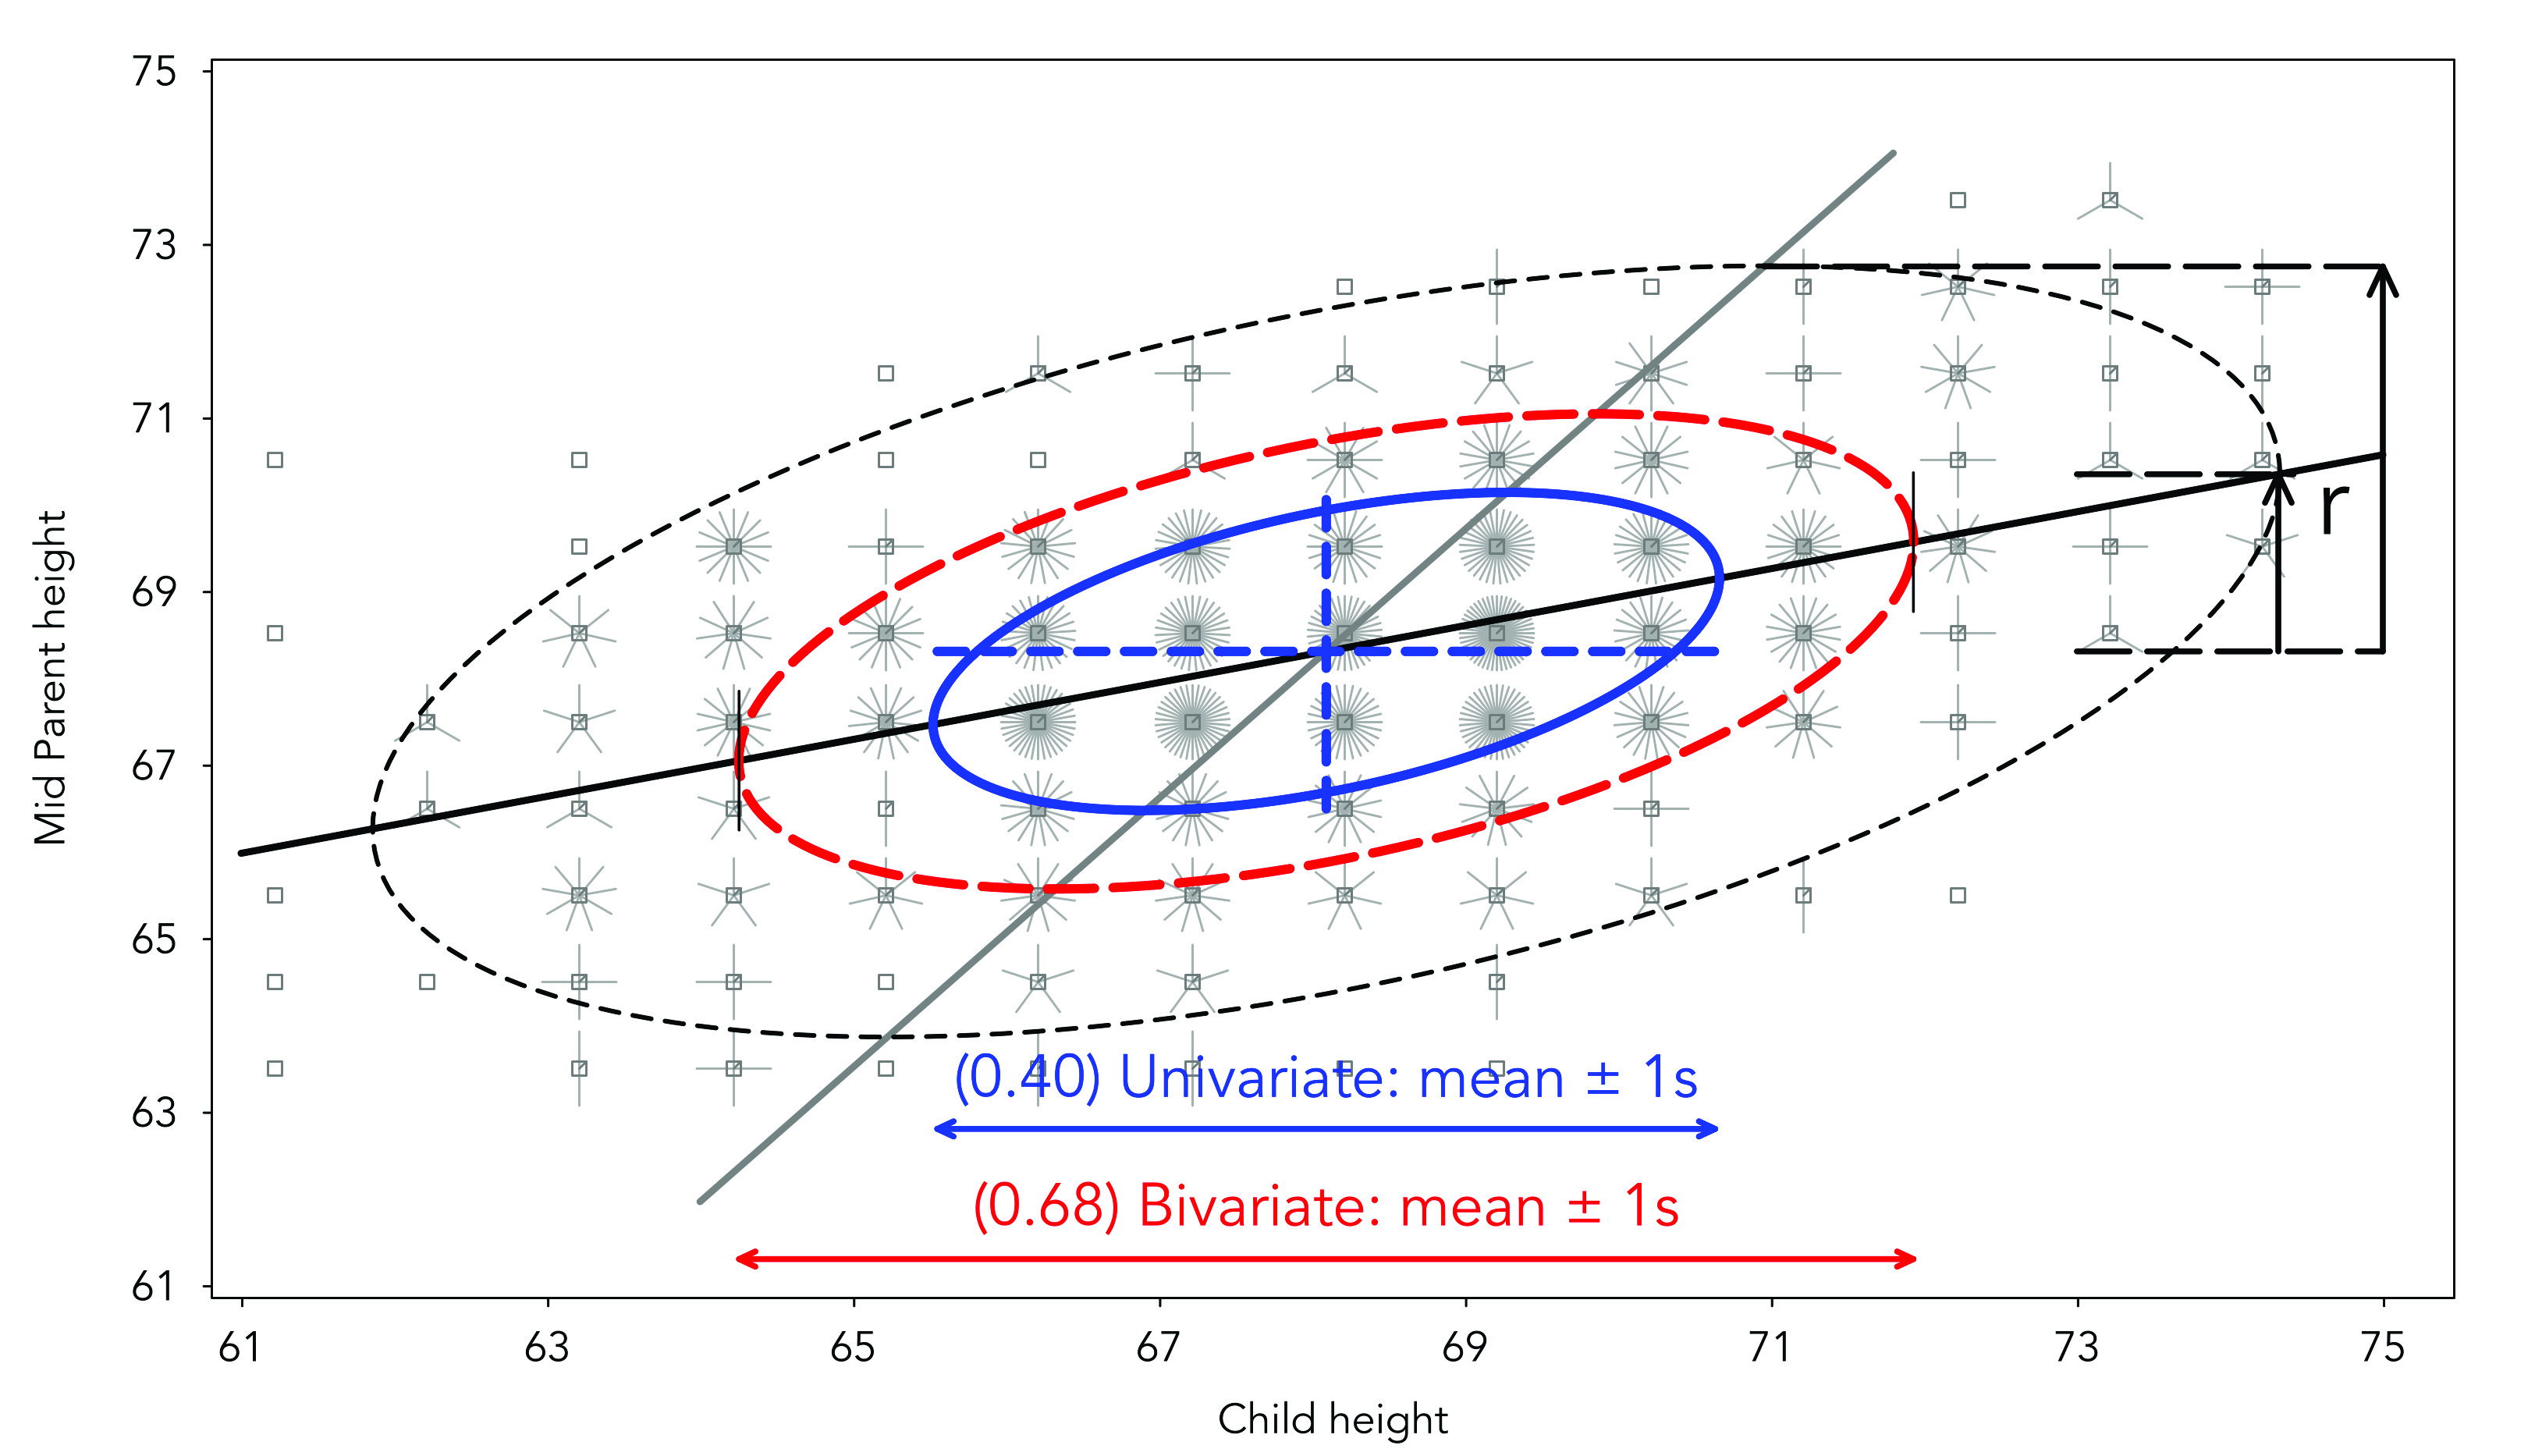 75
73
71
69
67
65
63
61
Mid Parent height
r
(0.40) Univariate: mean ± 1s
(0.68) Bivariate: mean ± 1s
61 63 65 67 69 71 73 75
Child height